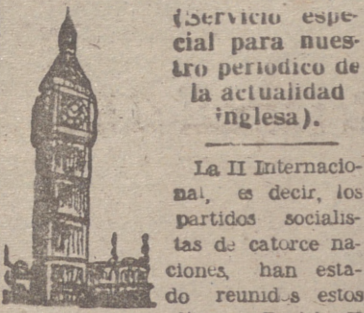 (Servicio espe-
cial para nues-
tro periodico de
la actualidad
inglesa).
La II Internacio-
nal, es decir, los
partidos socialis-
tas de catorce na-
ciones, han esta-
do reunidos estos